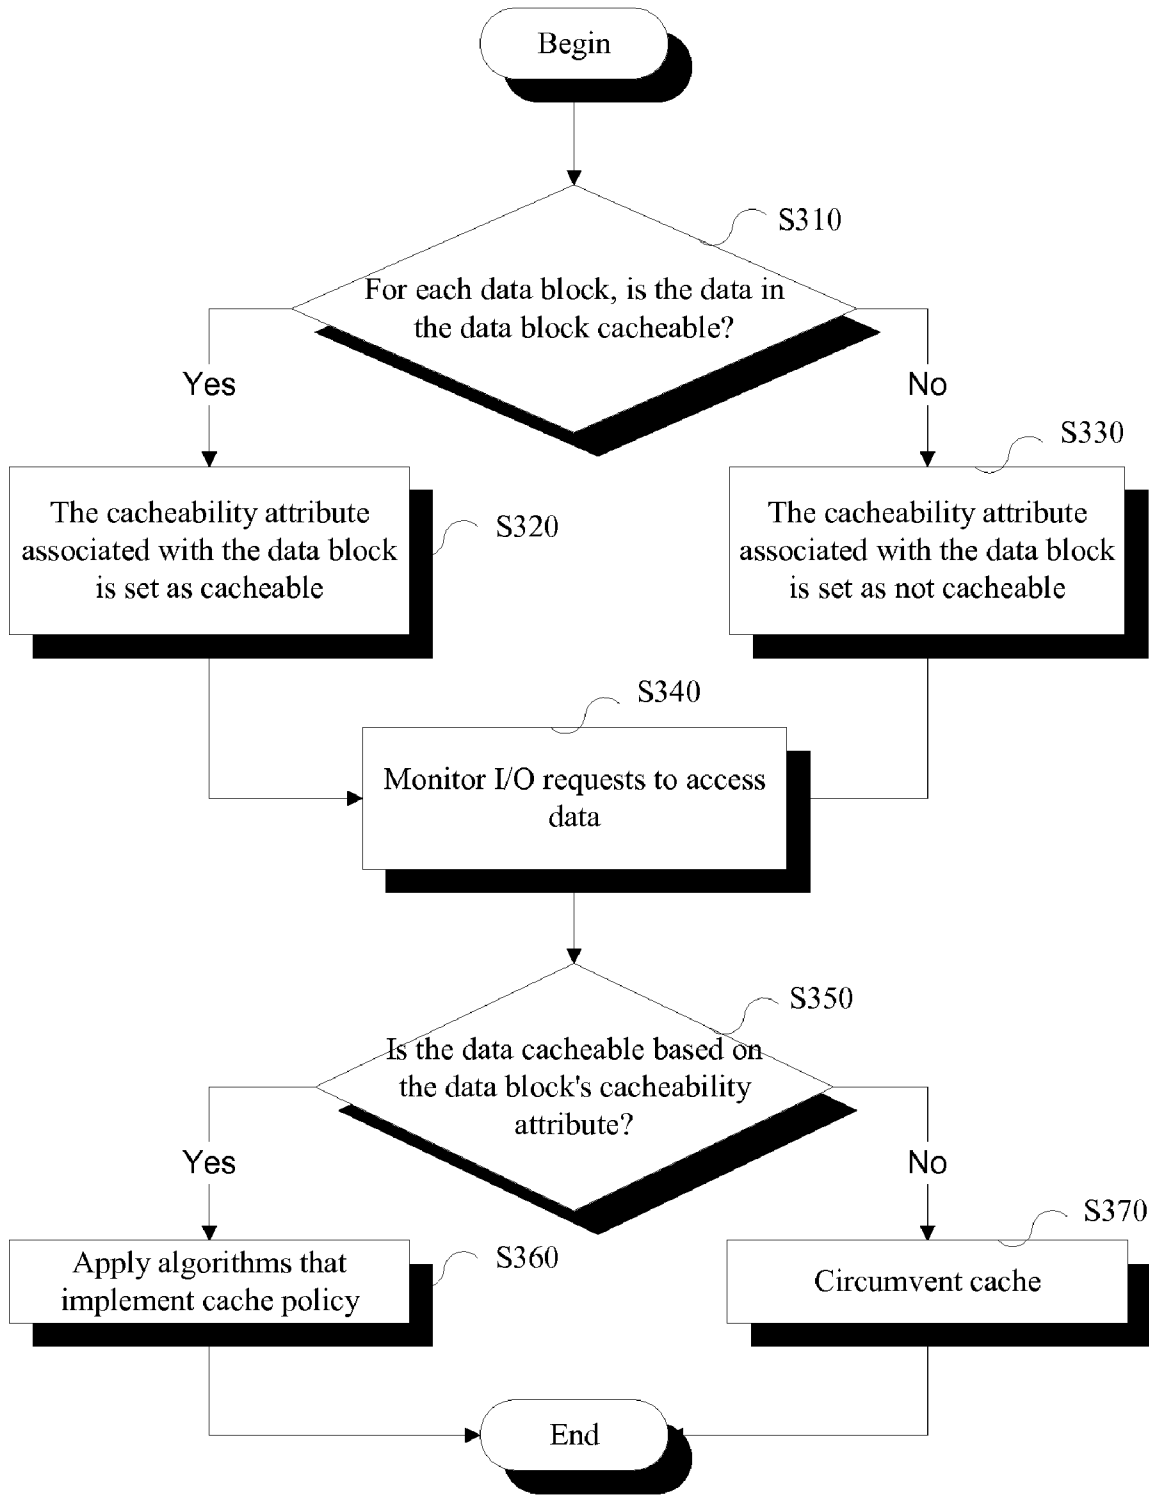 Begin
S310
For each data block, is the data in
the data block cacheable?
Yes
No
S330
The cacheability attribute
associated with the data block
is set as cacheable
S320
The cacheability attribute
associated with the data block
is set as not cacheable
S340
Monitor I/O requests to access
data
S350
Is the data cacheable based on
the data block's cacheability
attribute?
Yes
No
S370
Apply algorithms that
implement cache policy
S360
Circumvent cache
End